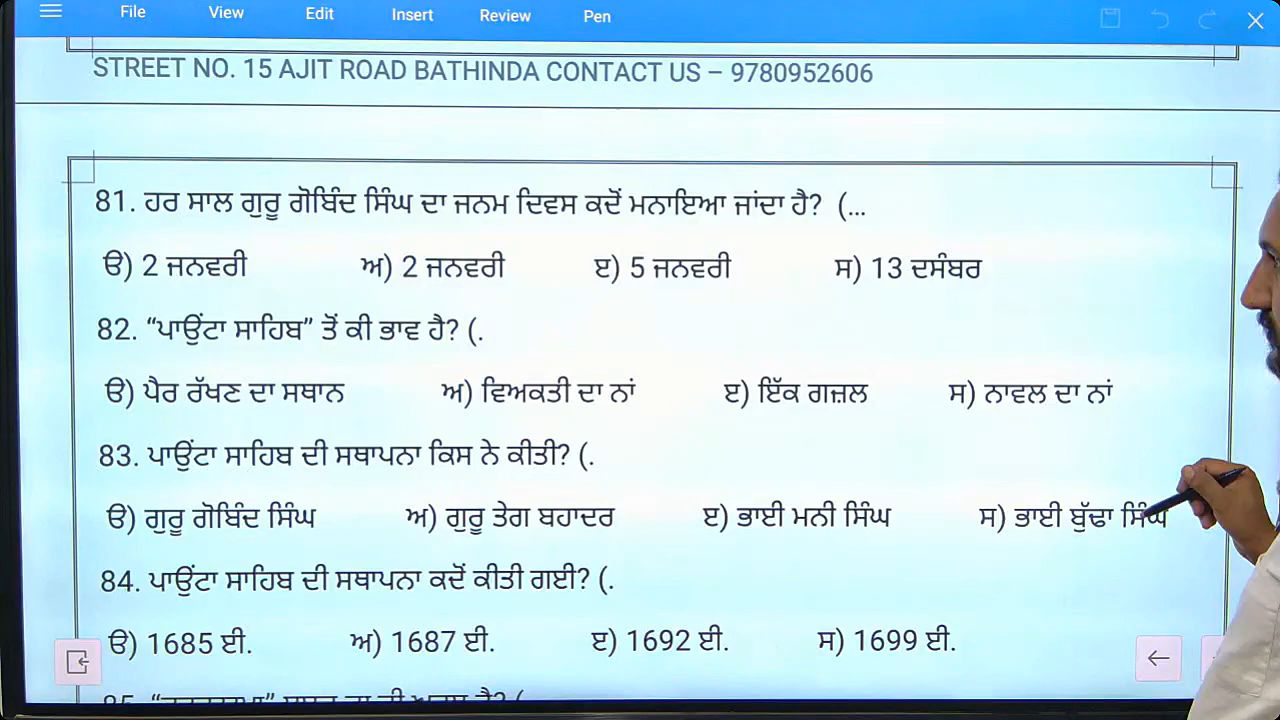 File View Edit Insert Review Pen
STREET NO. 15 AJIT ROAD BATHINDA CONTACT US – 9780952606
81. ਹਰ ਸਾਲ ਗੁਰੂ ਗੋਬਿੰਦ ਸਿੰਘ ਦਾ ਜਨਮ ਦਿਵਸ ਕਦੋਂ ਮਨਾਇਆ ਜਾਂਦਾ ਹੈ? (...
ੳ) 2 ਜਨਵਰੀ ਅ) 2 ਜਨਵਰੀ ੲ) 5 ਜਨਵਰੀ ਸ) 13 ਦਸੰਬਰ
82. “ਪਾਉਂਟਾ ਸਾਹਿਬ” ਤੋਂ ਕੀ ਭਾਵ ਹੈ? (.
ੳ) ਪੈਰ ਰੱਖਣ ਦਾ ਸਥਾਨ ਅ) ਵਿਅਕਤੀ ਦਾ ਨਾਂ ੲ) ਇੱਕ ਗਜ਼ਲ ਸ) ਨਾਵਲ ਦਾ ਨਾਂ
83. ਪਾਉਂਟਾ ਸਾਹਿਬ ਦੀ ਸਥਾਪਨਾ ਕਿਸ ਨੇ ਕੀਤੀ? (.
ੳ) ਗੁਰੂ ਗੋਬਿੰਦ ਸਿੰਘ ਅ) ਗੁਰੂ ਤੇਗ ਬਹਾਦਰ ੲ) ਭਾਈ ਮਨੀ ਸਿੰਘ ਸ) ਭਾਈ ਬੁੱਢਾ ਸਿੰਘ
84. ਪਾਉਂਟਾ ਸਾਹਿਬ ਦੀ ਸਥਾਪਨਾ ਕਦੋਂ ਕੀਤੀ ਗਈ? (.
ੳ) 1685 ਈ. ਅ) 1687 ਈ. ੲ) 1692 ਈ. ਸ) 1699 ਈ.